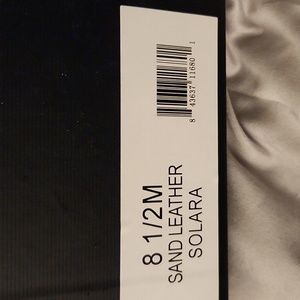 8 43637 11680 1
8 1/2M
SAND LEATHER
SOLARA